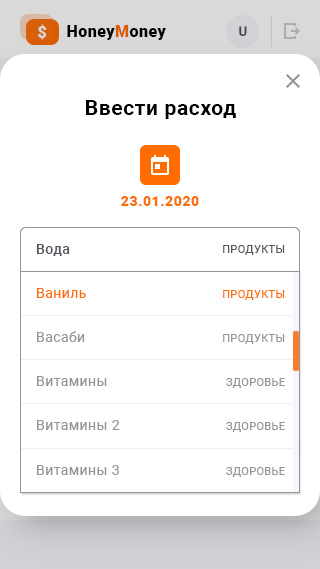 $ HoneyMoney U
Ввести расход
23.01.2020
Вода ПРОДУКТЫ
Ваниль ПРОДУКТЫ
Васаби ПРОДУКТЫ
Витамины ЗДОРОВЬЕ
Витамины 2 ЗДОРОВЬЕ
Витамины 3 ЗДОРОВЬЕ